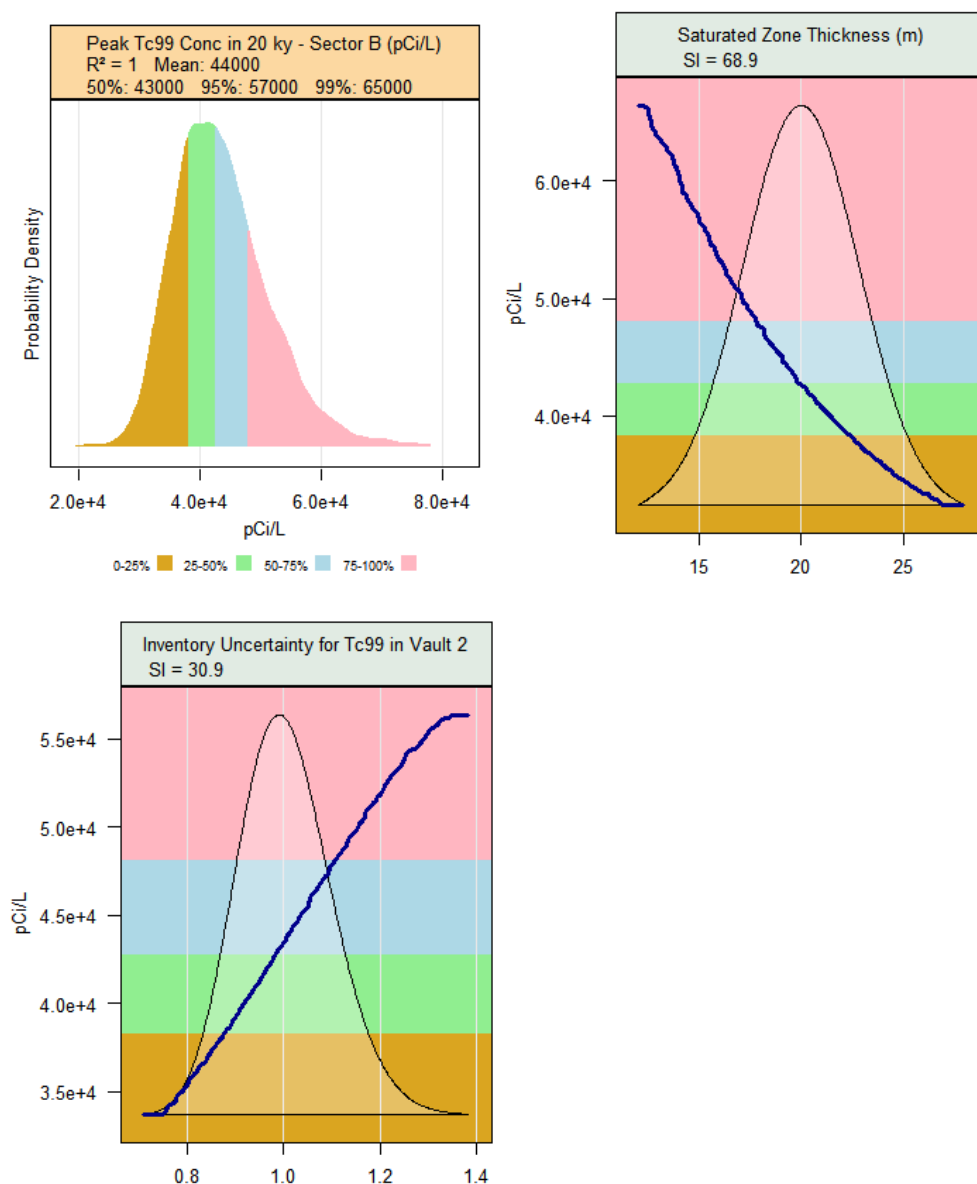 Peak Tc99 Conc in 20 ky - Sector B (pCi/L)
R² = 1 Mean: 44000
50%: 43000 95%: 57000 99%: 65000
Probability Density
2.0e+4 4.0e+4 6.0e+4 8.0e+4
pCi/L
0-25% 25-50% 50-75% 75-100%
Saturated Zone Thickness (m)
SI = 68.9
pCi/L
6.0e+4
5.0e+4
4.0e+4
15 20 25
Inventory Uncertainty for Tc99 in Vault 2
SI = 30.9
pCi/L
5.5e+4
5.0e+4
4.5e+4
4.0e+4
3.5e+4
0.8 1.0 1.2 1.4